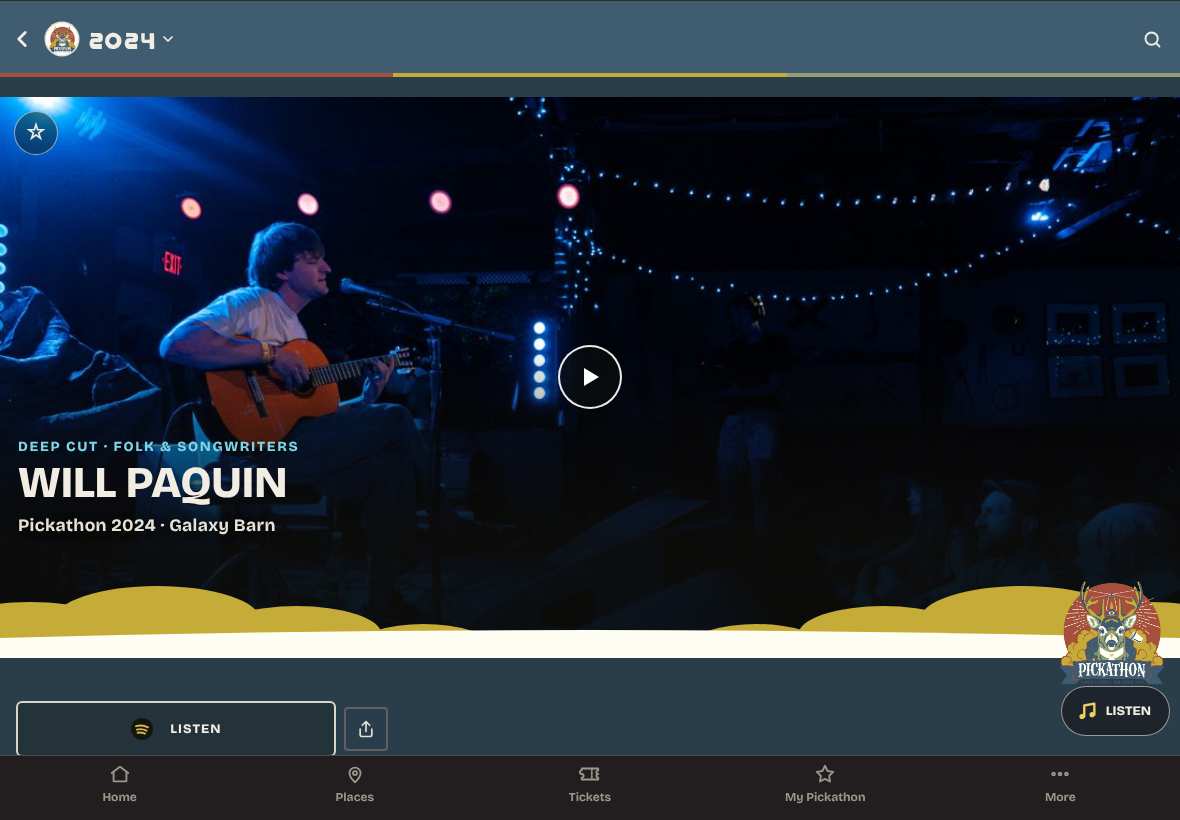 2024
EXIT
DEEP CUT · FOLK & SONGWRITERS
WILL PAQUIN
Pickathon 2024 · Galaxy Barn
PICKATHON
LISTEN
LISTEN
Home
Places
Tickets
My Pickathon
More